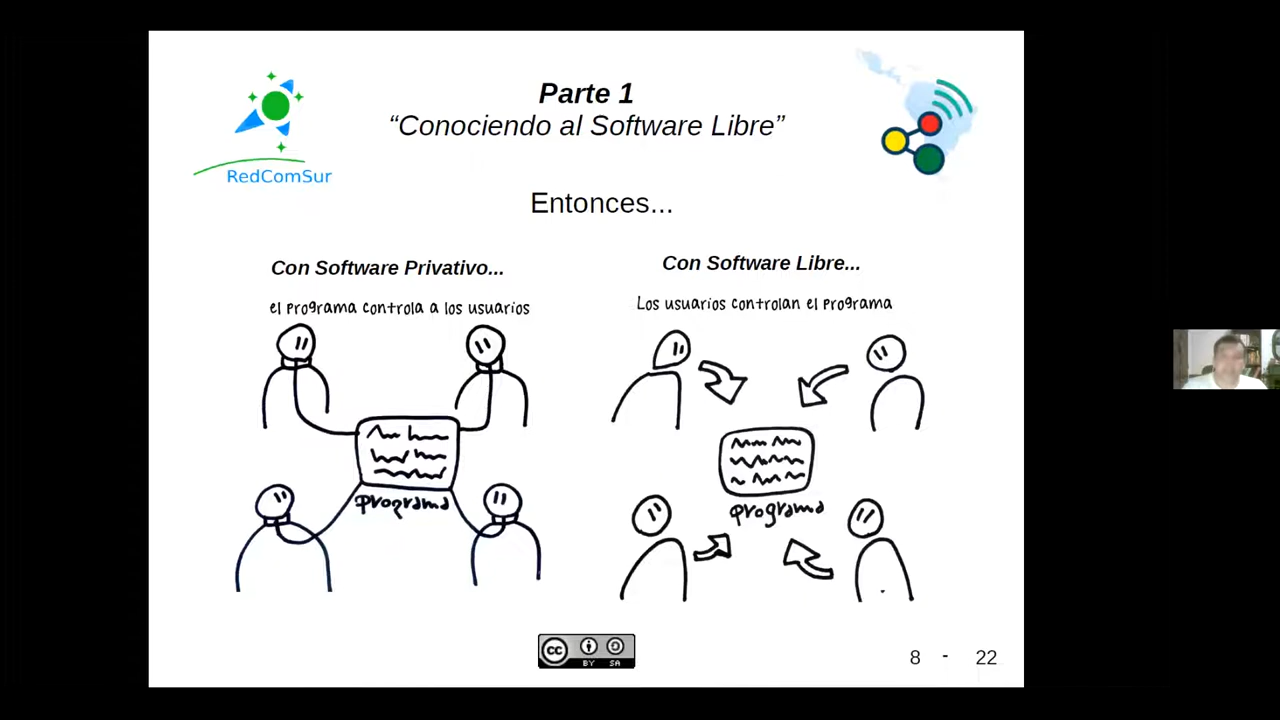 Parte 1
“Conociendo al Software Libre”
RedComSur
Entonces...
Con Software Privativo...
el programa controla a los usuarios
programa
Con Software Libre...
Los usuarios controlan el programa
programa
cc BY SA
8 - 22